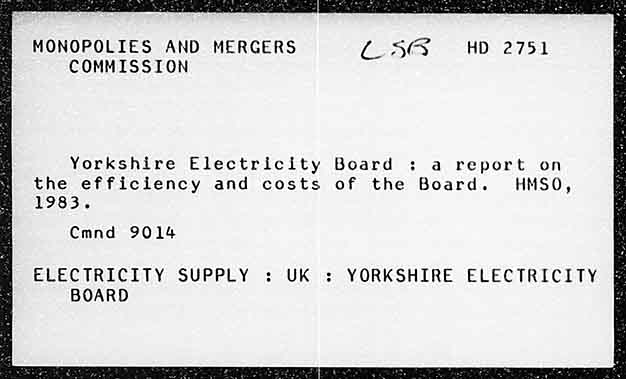 MONOPOLIES AND MERGERS LSB HD 2751
COMMISSION
Yorkshire Electricity Board : a report on
the efficiency and costs of the Board. HMSO,
1983.
Cmnd 9014
ELECTRICITY SUPPLY : UK : YORKSHIRE ELECTRICITY
BOARD